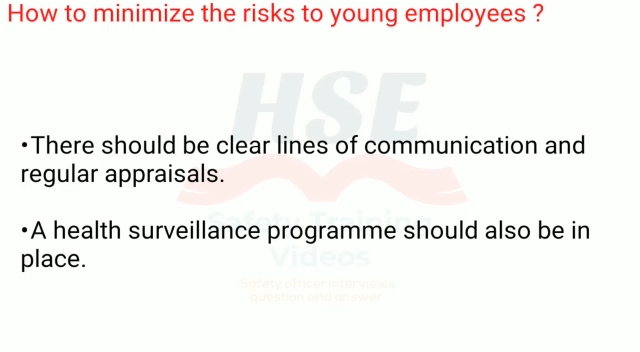 How to minimize the risks to young employees ?
HSE
•There should be clear lines of communication and
regular appraisals.
Safety Training
•A health surveillance programme should also be in
Videos
place.
Safety officer interviews
question and answer